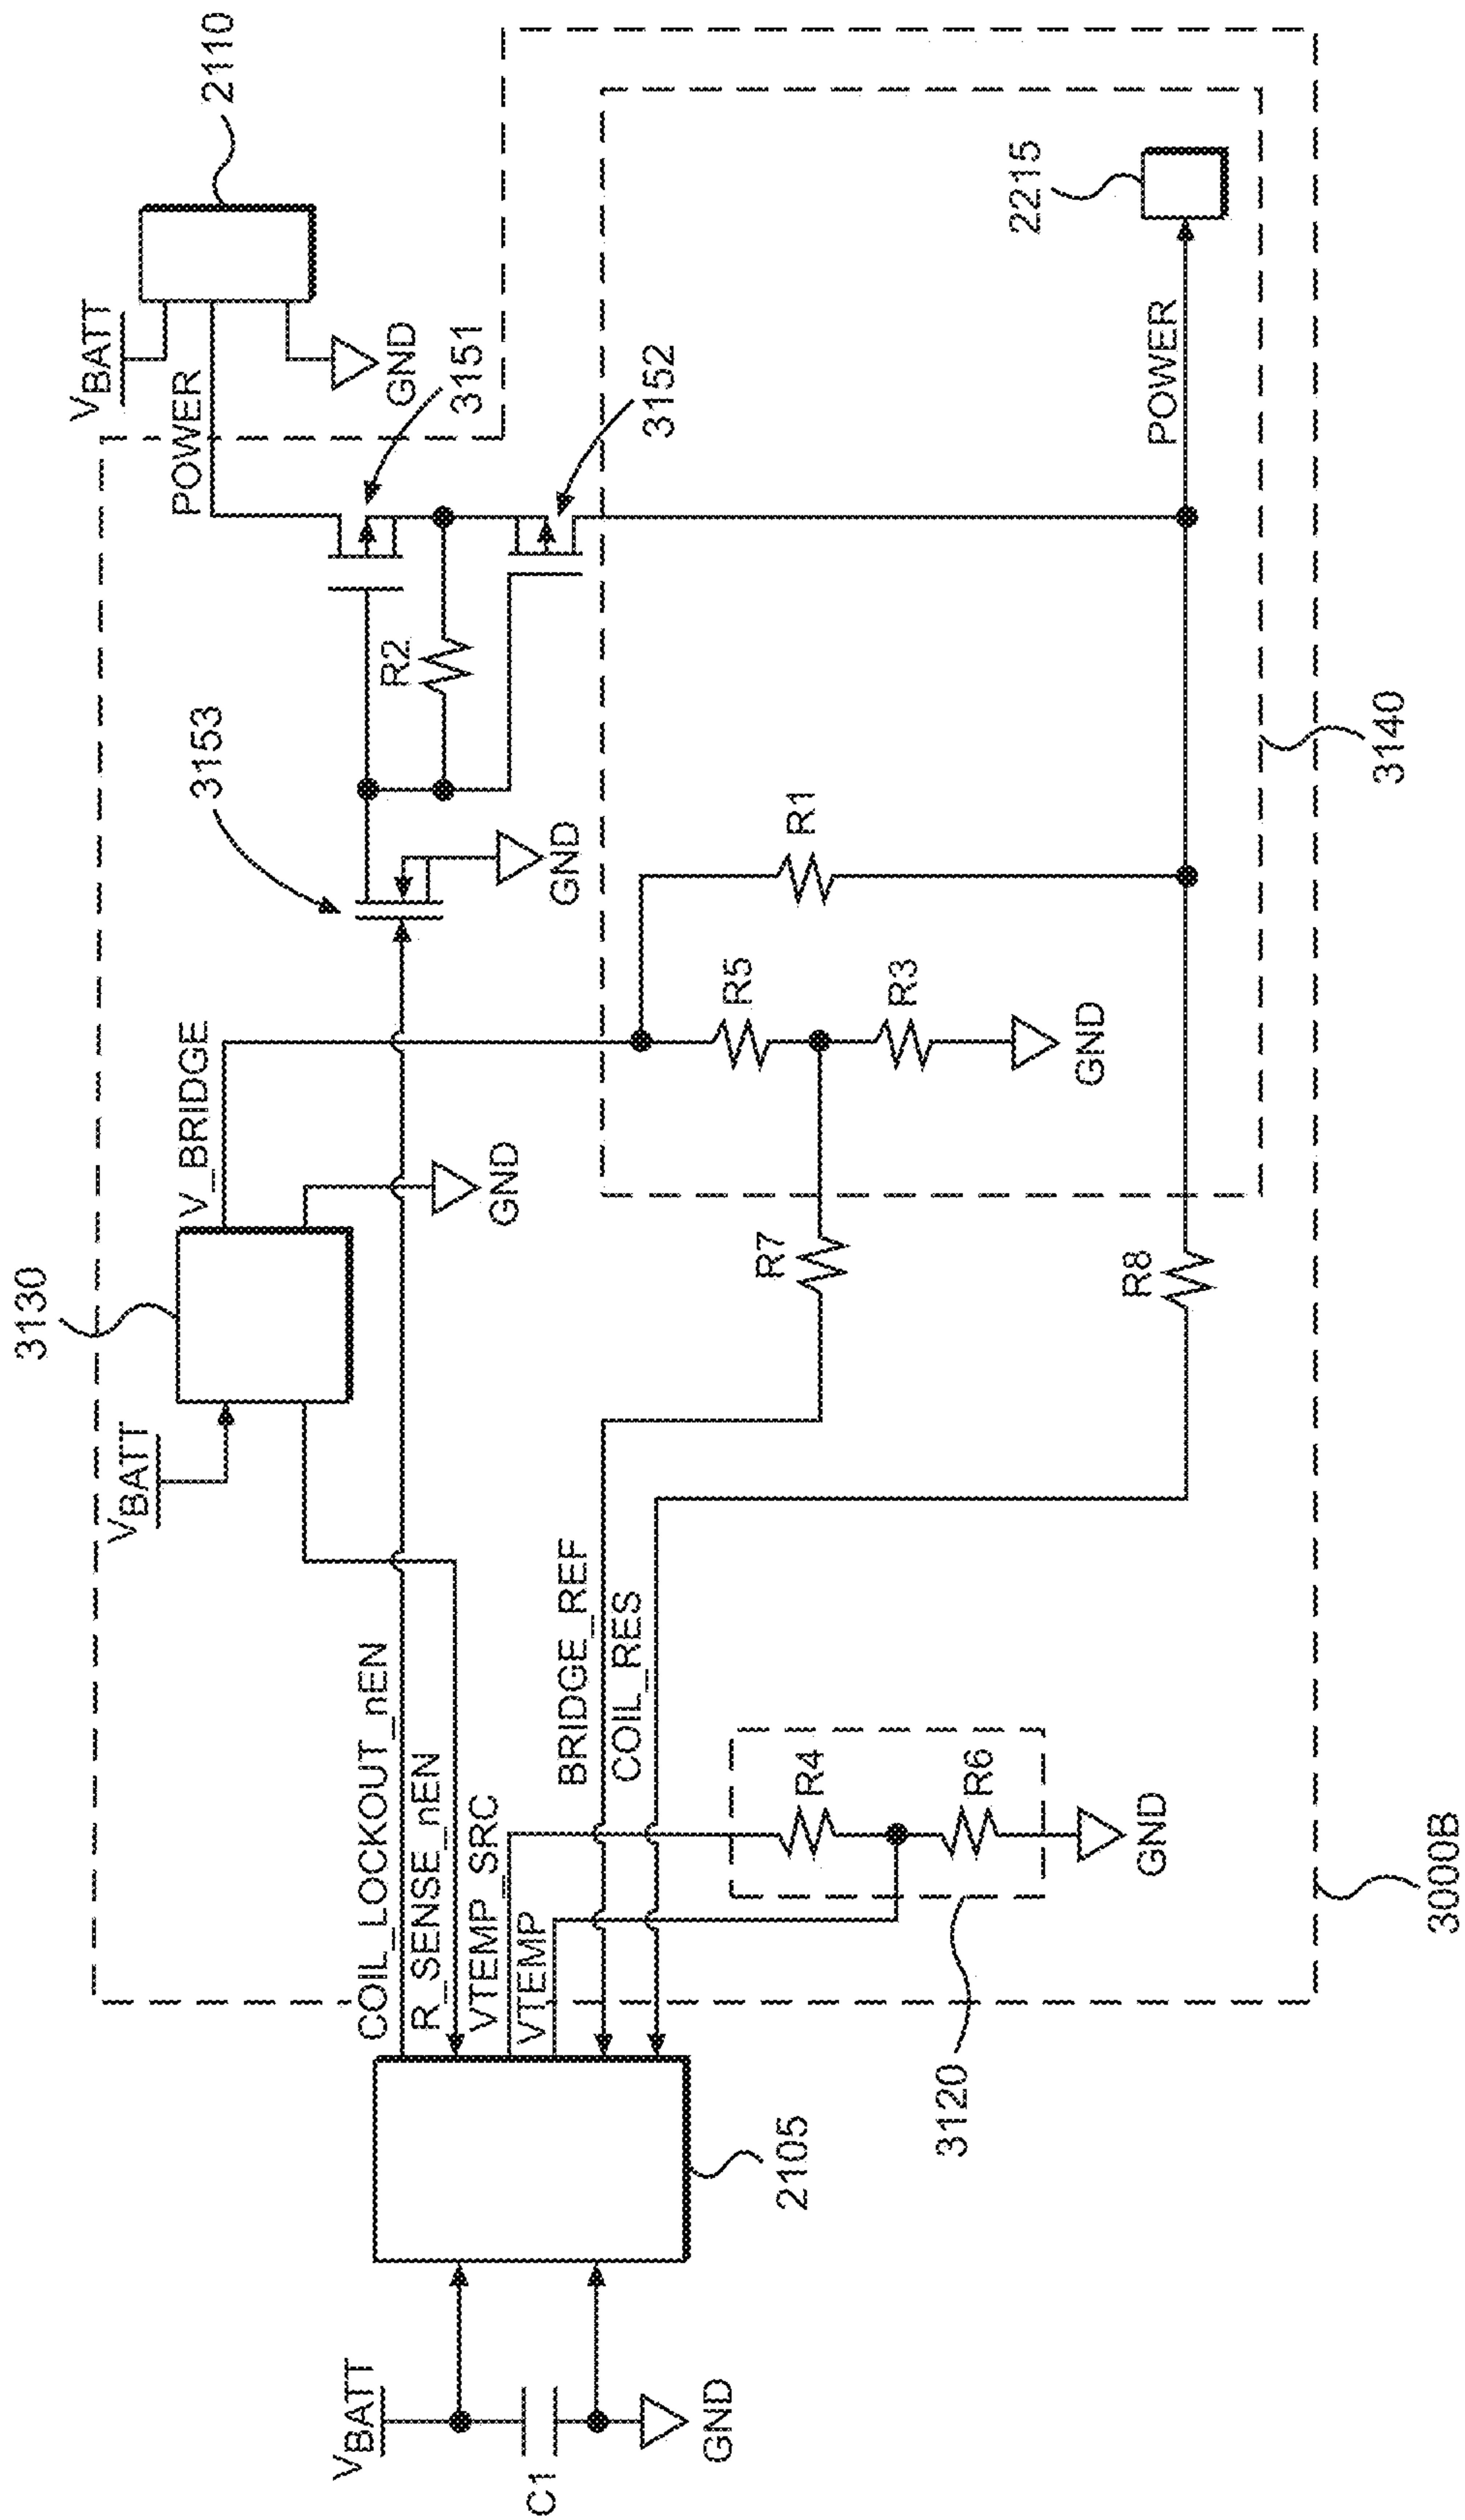 VBATT
C1
GND
2105
COIL_LOCKOUT_nEN
R_SENSE_nEN
VTEMP_SRC
VTEMP
BRIDGE_REF
COIL_RES
3120
R4
R6
GND
3000B
VBATT
3130
V_BRIDGE
GND
R7
R8
3153
GND
R2
R5
R3
GND
R1
3140
VBATT
POWER
GND
2110
3151
3152
POWER
2215